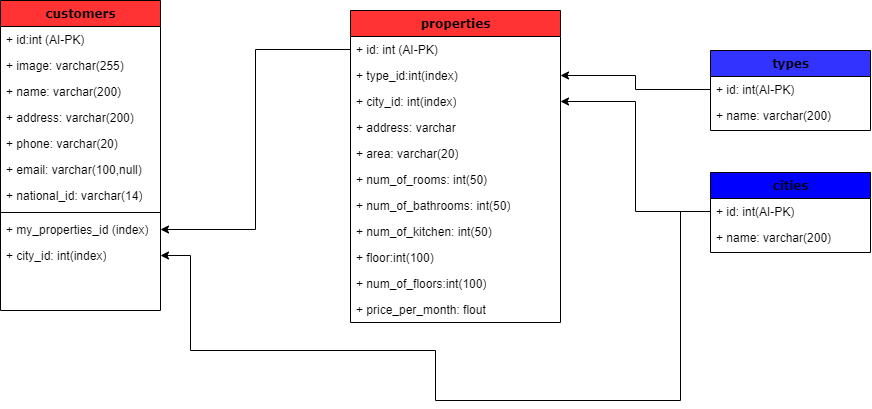 customers
+ id:int (AI-PK)
+ image: varchar(255)
+ name: varchar(200)
+ address: varchar(200)
+ phone: varchar(20)
+ email: varchar(100,null)
+ national_id: varchar(14)
+ my_properties_id (index)
+ city_id: int(index)
properties
+ id: int (AI-PK)
+ type_id:int(index)
+ city_id: int(index)
+ address: varchar
+ area: varchar(20)
+ num_of_rooms: int(50)
+ num_of_bathrooms: int(50)
+ num_of_kitchen: int(50)
+ floor:int(100)
+ num_of_floors:int(100)
+ price_per_month: flout
types
+ id: int(AI-PK)
+ name: varchar(200)
cities
+ id: int(AI-PK)
+ name: varchar(200)